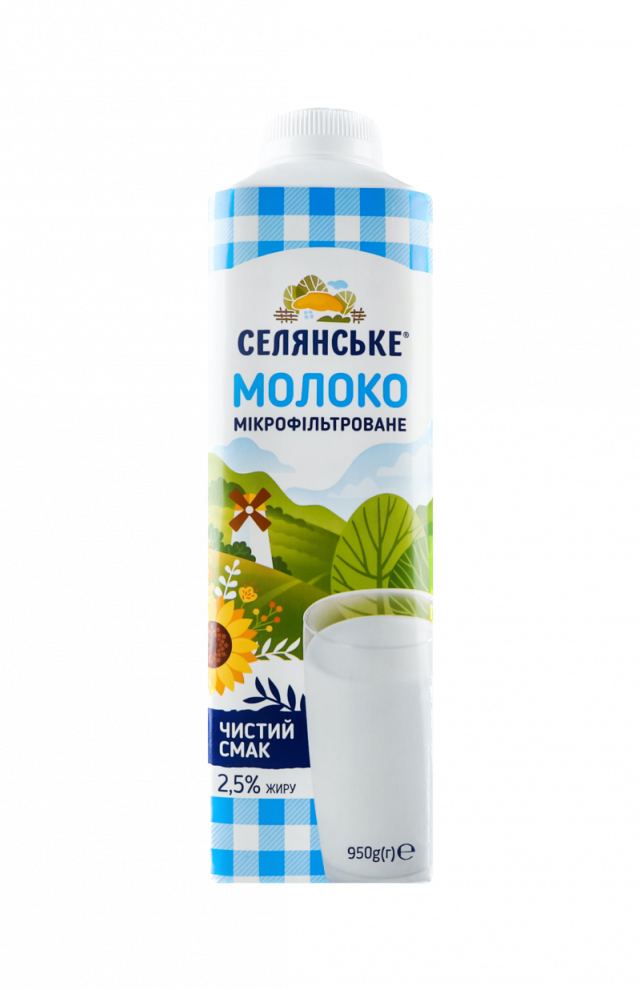 СЕЛЯНСЬКЕ®
МОЛОКО
МІКРОФІЛЬТРОВАНЕ
ЧИСТИЙ
СМАК
2,5% ЖИРУ
950g(г) ℮